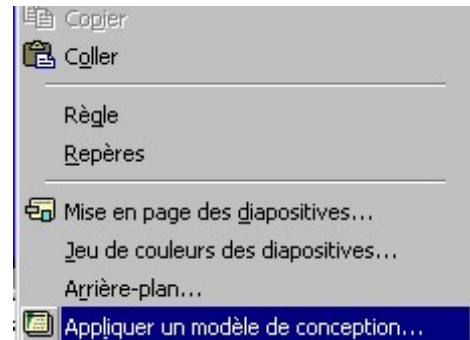 Copier
Coller
Règle
Repères
Mise en page des diapositives...
Jeu de couleurs des diapositives...
Arrière-plan...
Appliquer un modèle de conception...